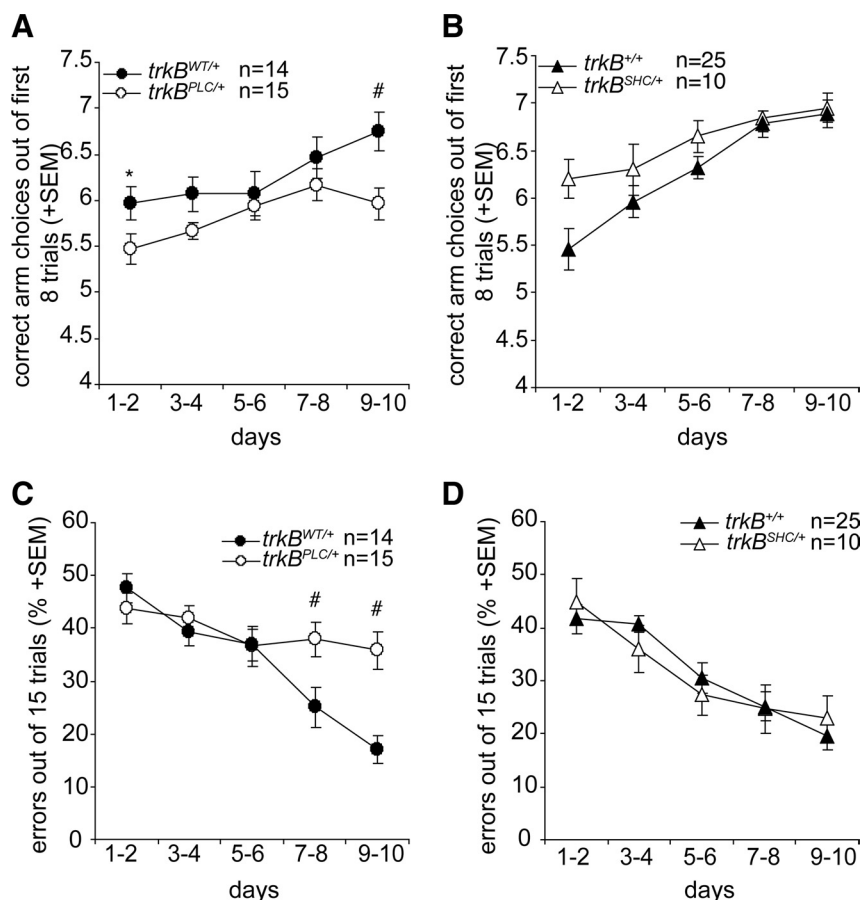 A
correct arm choices out of first
8 trials (+SEM)
7.5
7
6.5
6
5.5
5
4.5
4
trkB^WT/+ n=14
trkB^PLC/+ n=15
*
#
1-2 3-4 5-6 7-8 9-10
days
B
correct arm choices out of first
8 trials (+SEM)
7.5
7
6.5
6
5.5
5
4.5
4
trkB^+/+ n=25
trkB^SHC/+ n=10
1-2 3-4 5-6 7-8 9-10
days
C
errors out of 15 trials (% +SEM)
60
50
40
30
20
10
0
trkB^WT/+ n=14
trkB^PLC/+ n=15
# #
1-2 3-4 5-6 7-8 9-10
days
D
errors out of 15 trials (% +SEM)
60
50
40
30
20
10
0
trkB^+/+ n=25
trkB^SHC/+ n=10
1-2 3-4 5-6 7-8 9-10
days